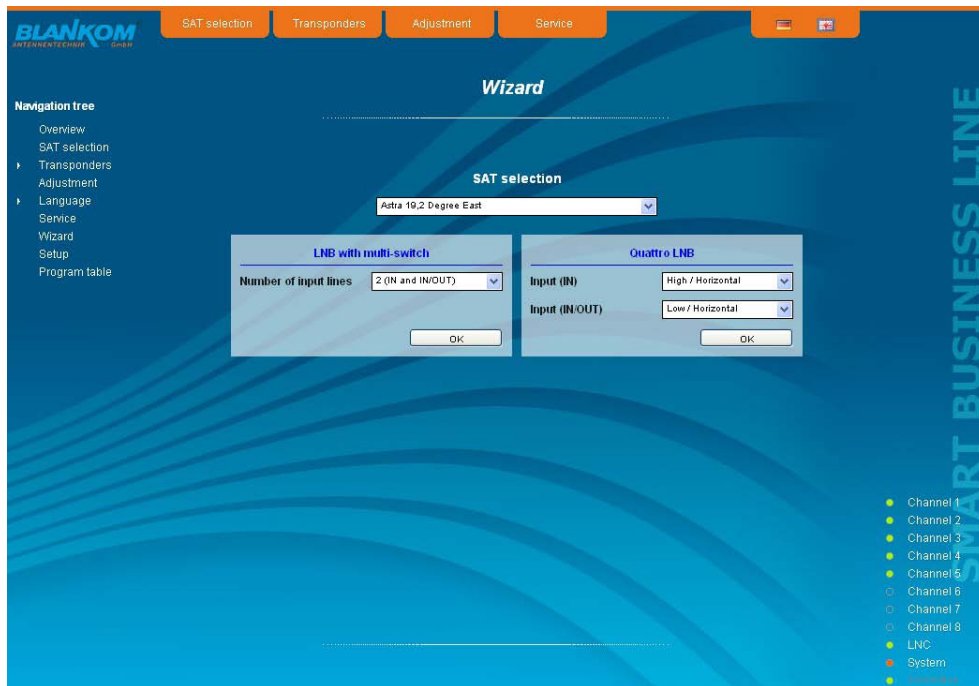 BLANKOM
ANTENNENTECHNIK GmbH
SAT selection
Transponders
Adjustment
Service
Wizard
Navigation tree
Overview
SAT selection
Transponders
Adjustment
Language
Service
Wizard
Setup
Program table
SAT selection
Astra 19,2 Degree East
LNB with multi-switch
Number of input lines 2 (IN and IN/OUT)
OK
Quattro LNB
Input (IN) High / Horizontal
Input (IN/OUT) Low / Horizontal
OK
SMART BUSINESS LINE
Channel 1
Channel 2
Channel 3
Channel 4
Channel 5
Channel 6
Channel 7
Channel 8
LNC
System